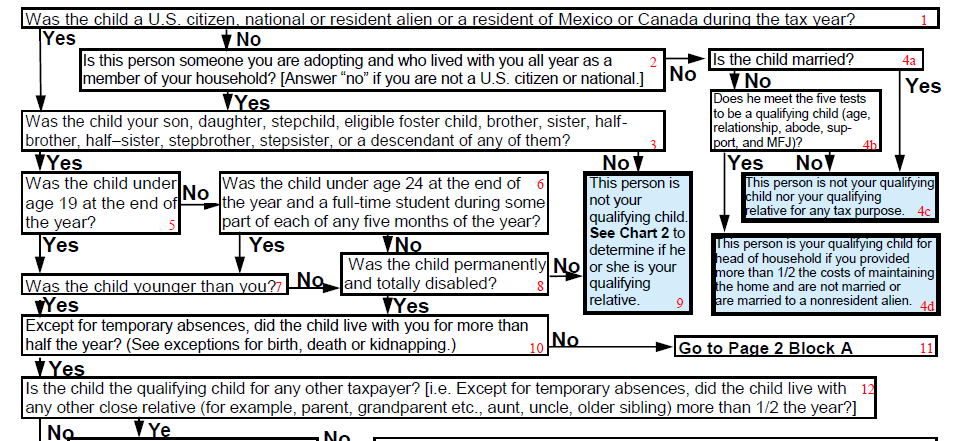 Was the child a U.S. citizen, national or resident alien or a resident of Mexico or Canada during the tax year? 1
Yes
No
Is this person someone you are adopting and who lived with you all year as a
member of your household? [Answer “no” if you are not a U.S. citizen or national.]
2
No
Is the child married? 4a
No
Yes
Does he meet the five tests
to be a qualifying child (age,
relationship, abode, sup-
port, and MFJ)? 4b
Yes
Was the child your son, daughter, stepchild, eligible foster child, brother, sister, half-
brother, half–sister, stepbrother, stepsister, or a descendant of any of them? 3
Yes
No
Yes
No
This person is not your qualifying
child nor your qualifying
relative for any tax purpose. 4c
This person is your qualifying child for
head of household if you provided
more than 1/2 the costs of maintaining
the home and are not married or
are married to a nonresident alien. 4d
Was the child under
age 19 at the end of
the year? 5
No
Was the child under age 24 at the end of 6
the year and a full-time student during some
part of each of any five months of the year?
This person is
not your
qualifying child.
See Chart 2 to
determine if he
or she is your
qualifying
relative. 9
Yes
Yes
No
Was the child younger than you? 7
No
Was the child permanently
and totally disabled? 8
No
Yes
Yes
Except for temporary absences, did the child live with you for more than
half the year? (See exceptions for birth, death or kidnapping.) 10
No
Go to Page 2 Block A 11
Yes
Is the child the qualifying child for any other taxpayer? [i.e. Except for temporary absences, did the child live with 12
any other close relative (for example, parent, grandparent etc., aunt, uncle, older sibling) more than 1/2 the year?]
No
Ye
No